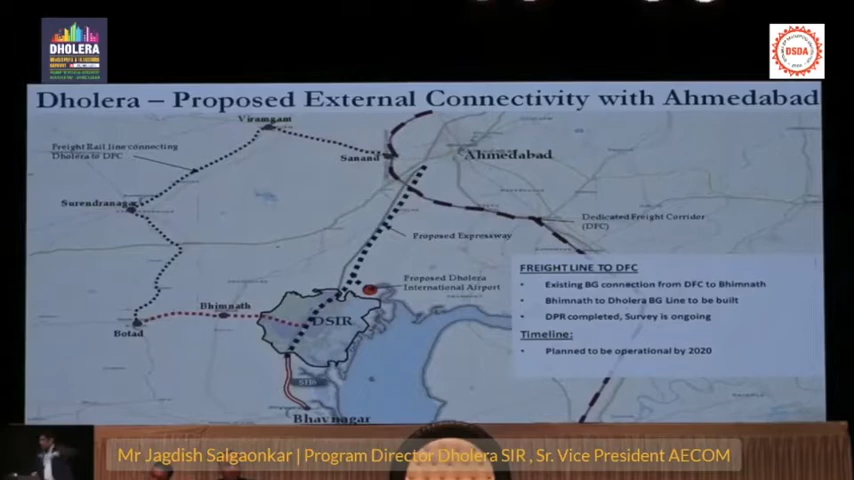 DHOLERA
DSDA
Dholera – Proposed External Connectivity with Ahmedabad
Viramgam
Freight Rail line connecting
Dholera to DFC
Sanand
Ahmedabad
Surendranagar
Dedicated Freight Corridor
(DFC)
Proposed Expressway
FREIGHTLINE TO DFC
• Existing BG connection from DFC to Bhimnath
• Bhimnath to Dholera BG Line to be built
• DPR completed, Survey is ongoing
Timeline:
• Planned to be operational by 2020
Proposed Dholera
International Airport
Bhimnath
DSIR
Botad
SH6
Bhavnagar
Mr Jagdish Salgaonkar | Program Director Dholera SIR , Sr. Vice President AECOM